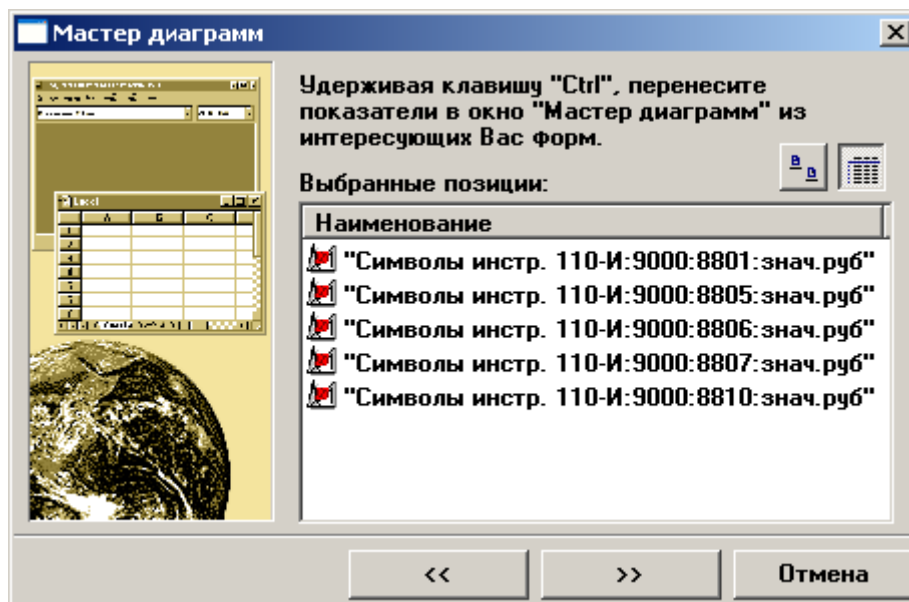 Мастер диаграмм
Удерживая клавишу "Ctrl", перенесите
показатели в окно "Мастер диаграмм" из
интересующих Вас форм.
Выбранные позиции:
Наименование
"Символы инстр. 110-И:9000:8801:знач.руб"
"Символы инстр. 110-И:9000:8805:знач.руб"
"Символы инстр. 110-И:9000:8806:знач.руб"
"Символы инстр. 110-И:9000:8807:знач.руб"
"Символы инстр. 110-И:9000:8810:знач.руб"
<< >> Отмена